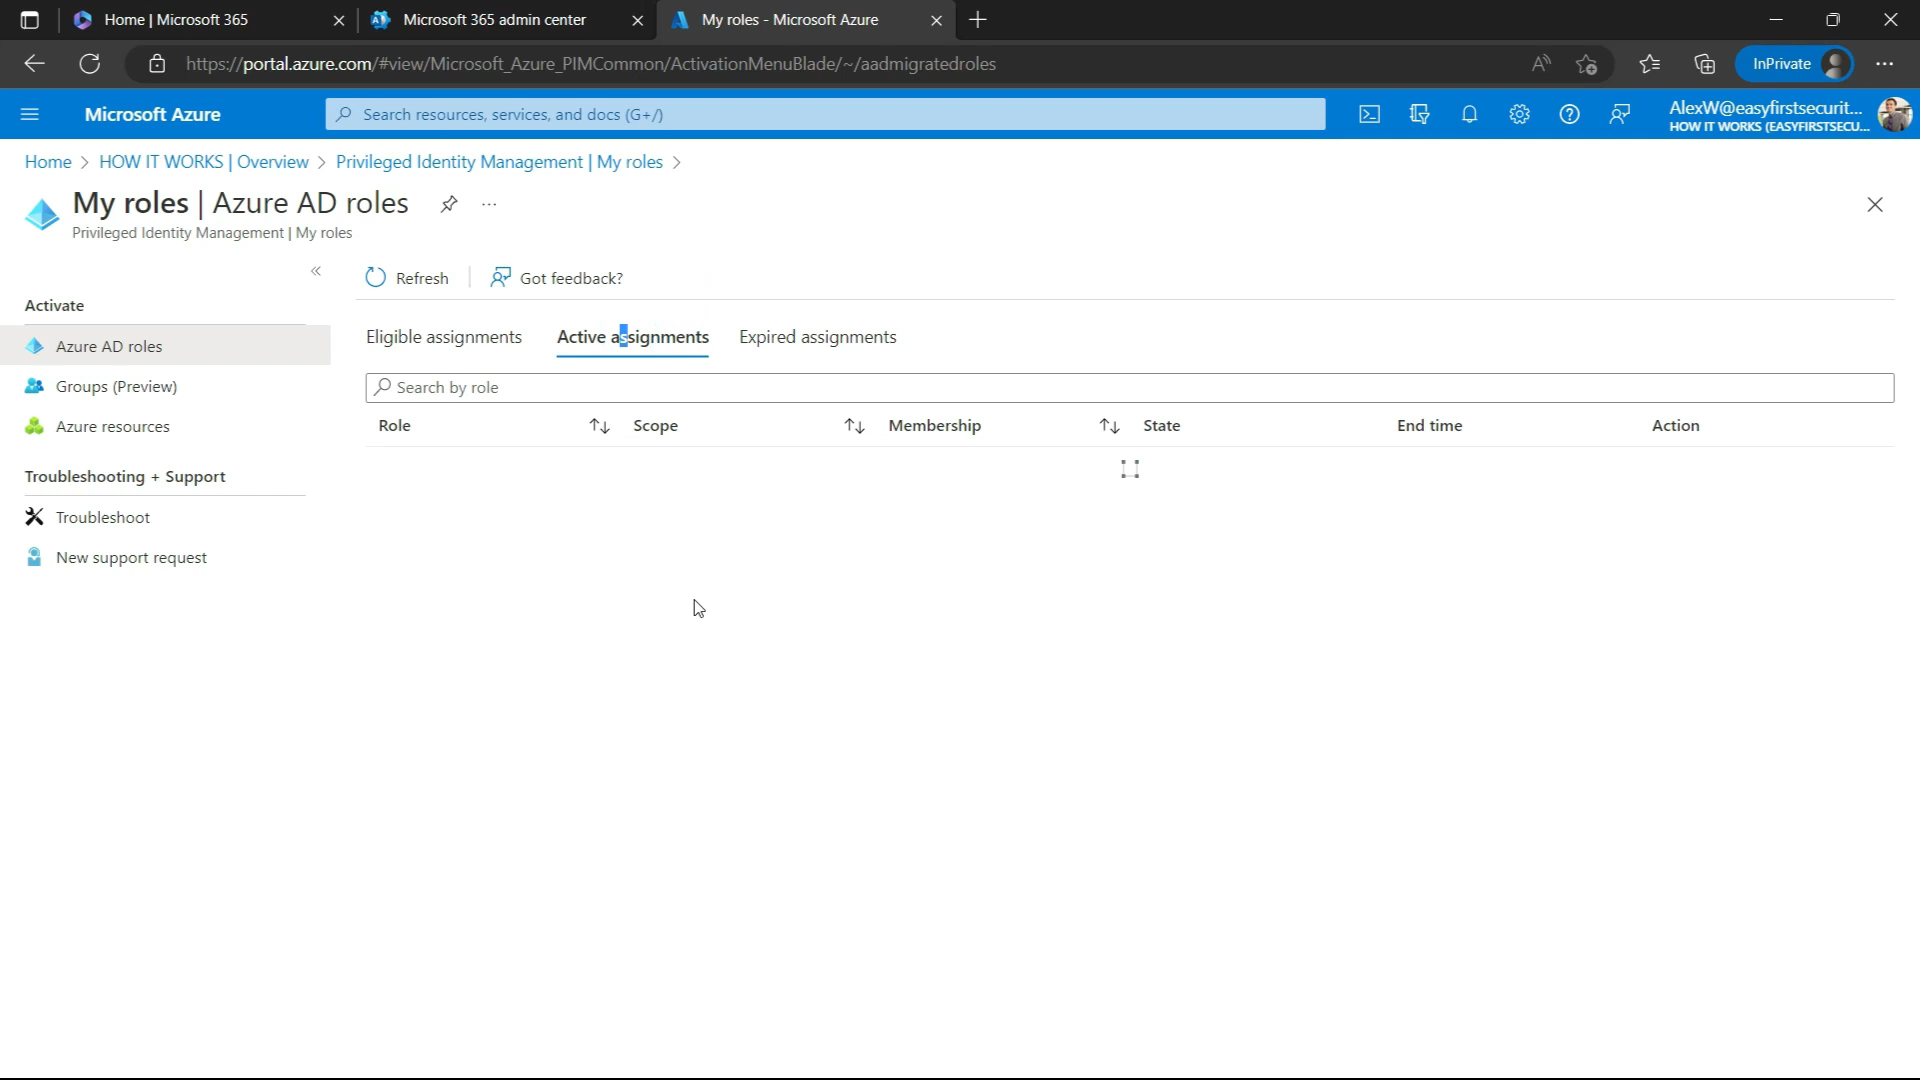 Home | Microsoft 365
Microsoft 365 admin center
My roles - Microsoft Azure
https://portal.azure.com/#view/Microsoft_Azure_PIMCommon/ActivationMenuBlade/~/aadmigratedroles
InPrivate
Microsoft Azure
Search resources, services, and docs (G+/)
AlexW@easyfirstsecurit...
HOW IT WORKS (EASYFIRSTSECU...
Home > HOW IT WORKS | Overview > Privileged Identity Management | My roles >
My roles | Azure AD roles
Privileged Identity Management | My roles
Refresh
Got feedback?
Activate
Azure AD roles
Groups (Preview)
Azure resources
Troubleshooting + Support
Troubleshoot
New support request
Eligible assignments Active assignments Expired assignments
Search by role
Role Scope Membership State End time Action